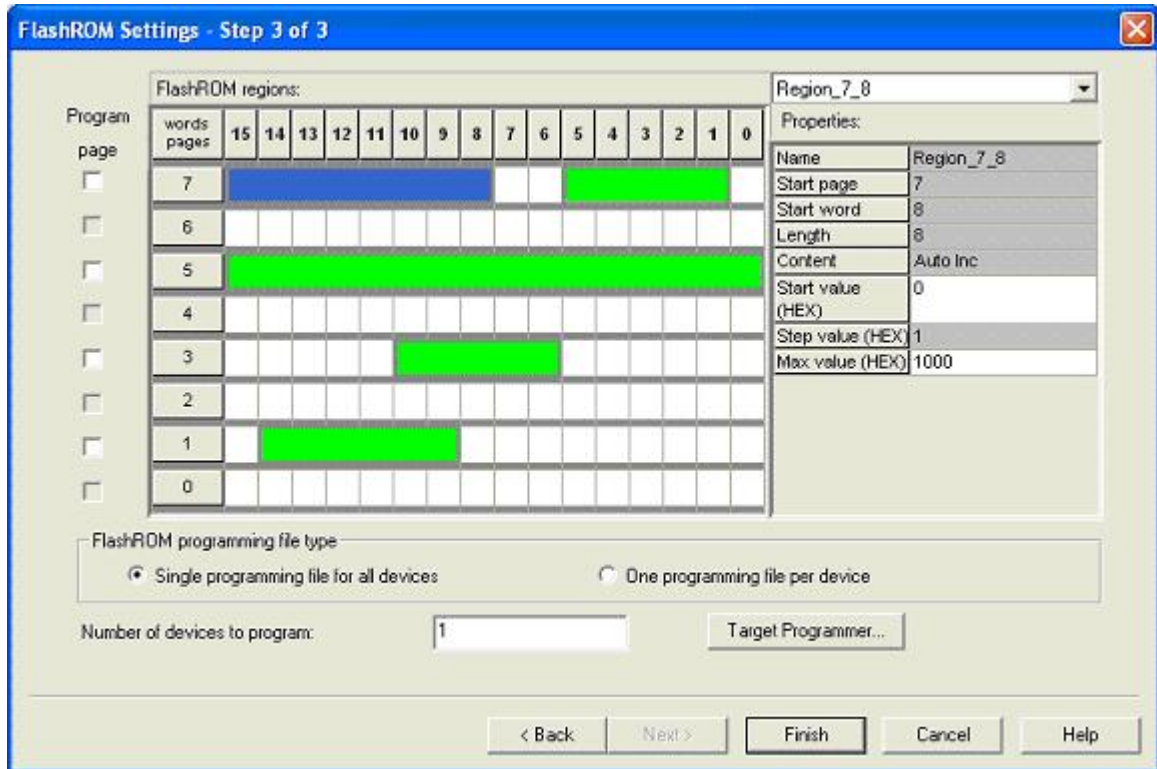 FlashROM Settings - Step 3 of 3
FlashROM regions:
Region_7_8
Program page
words pages 15 14 13 12 11 10 9 8 7 6 5 4 3 2 1 0
7
6
5
4
3
2
1
0
Properties:
Name Region_7_8
Start page 7
Start word 8
Length 8
Content Auto Inc
Start value (HEX) 0
Step value (HEX) 1
Max value (HEX) 1000
FlashROM programming file type
Single programming file for all devices
One programming file per device
Number of devices to program: 1
Target Programmer...
< Back
Next >
Finish
Cancel
Help